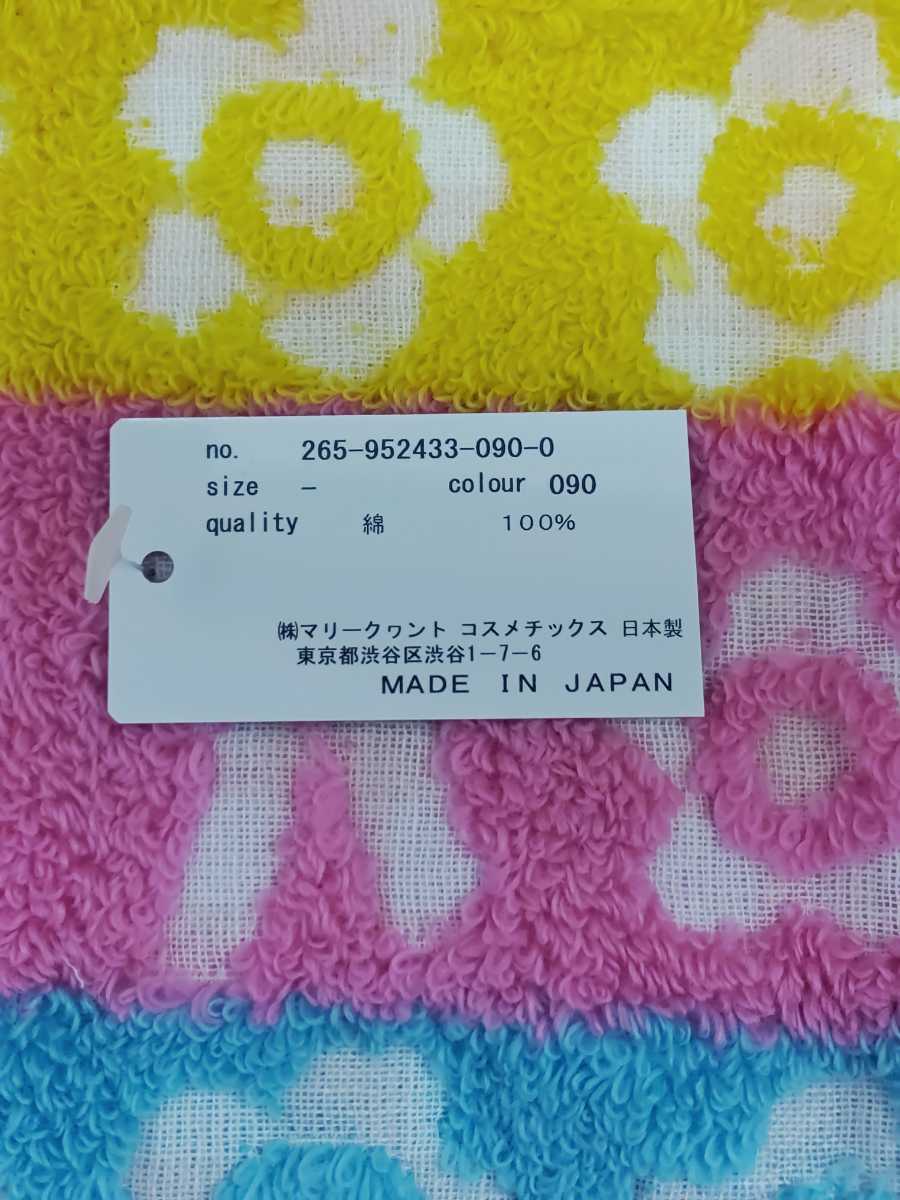 no. 265-952433-090-0
size - colour 090
quality 綿 100%
㈱マリークヮント コスメチックス 日本製
東京都渋谷区渋谷1-7-6
MADE IN JAPAN